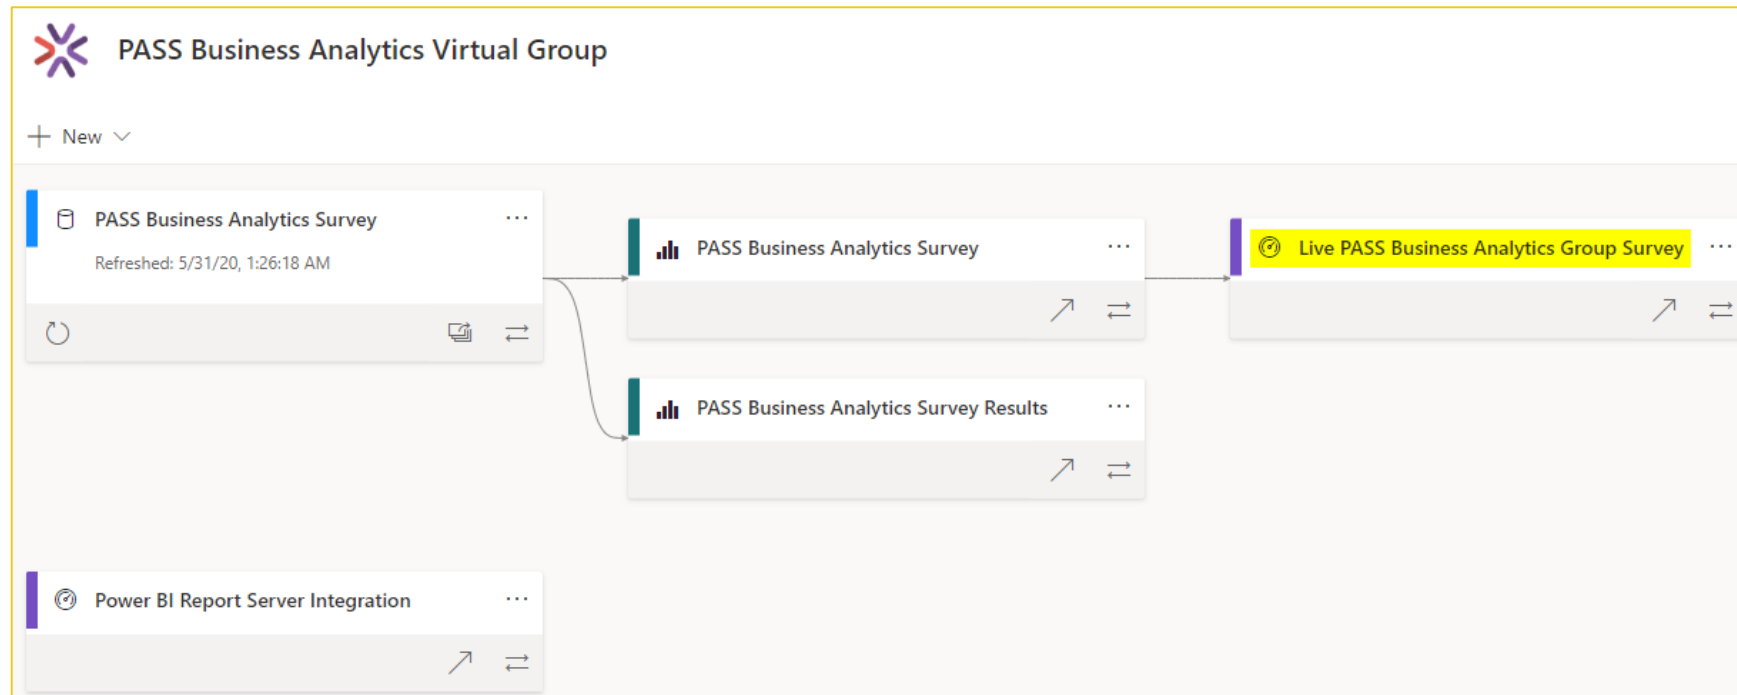 PASS Business Analytics Virtual Group
New
PASS Business Analytics Survey
Refreshed: 5/31/20, 1:26:18 AM
PASS Business Analytics Survey
Live PASS Business Analytics Group Survey
PASS Business Analytics Survey Results
Power BI Report Server Integration